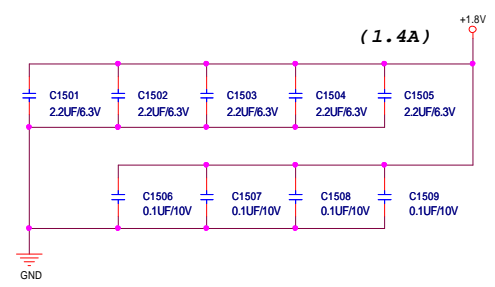 +1.8V
(1.4A)
C1501 C1502 C1503 C1504 C1505
2.2UF/6.3V 2.2UF/6.3V 2.2UF/6.3V 2.2UF/6.3V 2.2UF/6.3V
C1506 C1507 C1508 C1509
0.1UF/10V 0.1UF/10V 0.1UF/10V 0.1UF/10V
GND